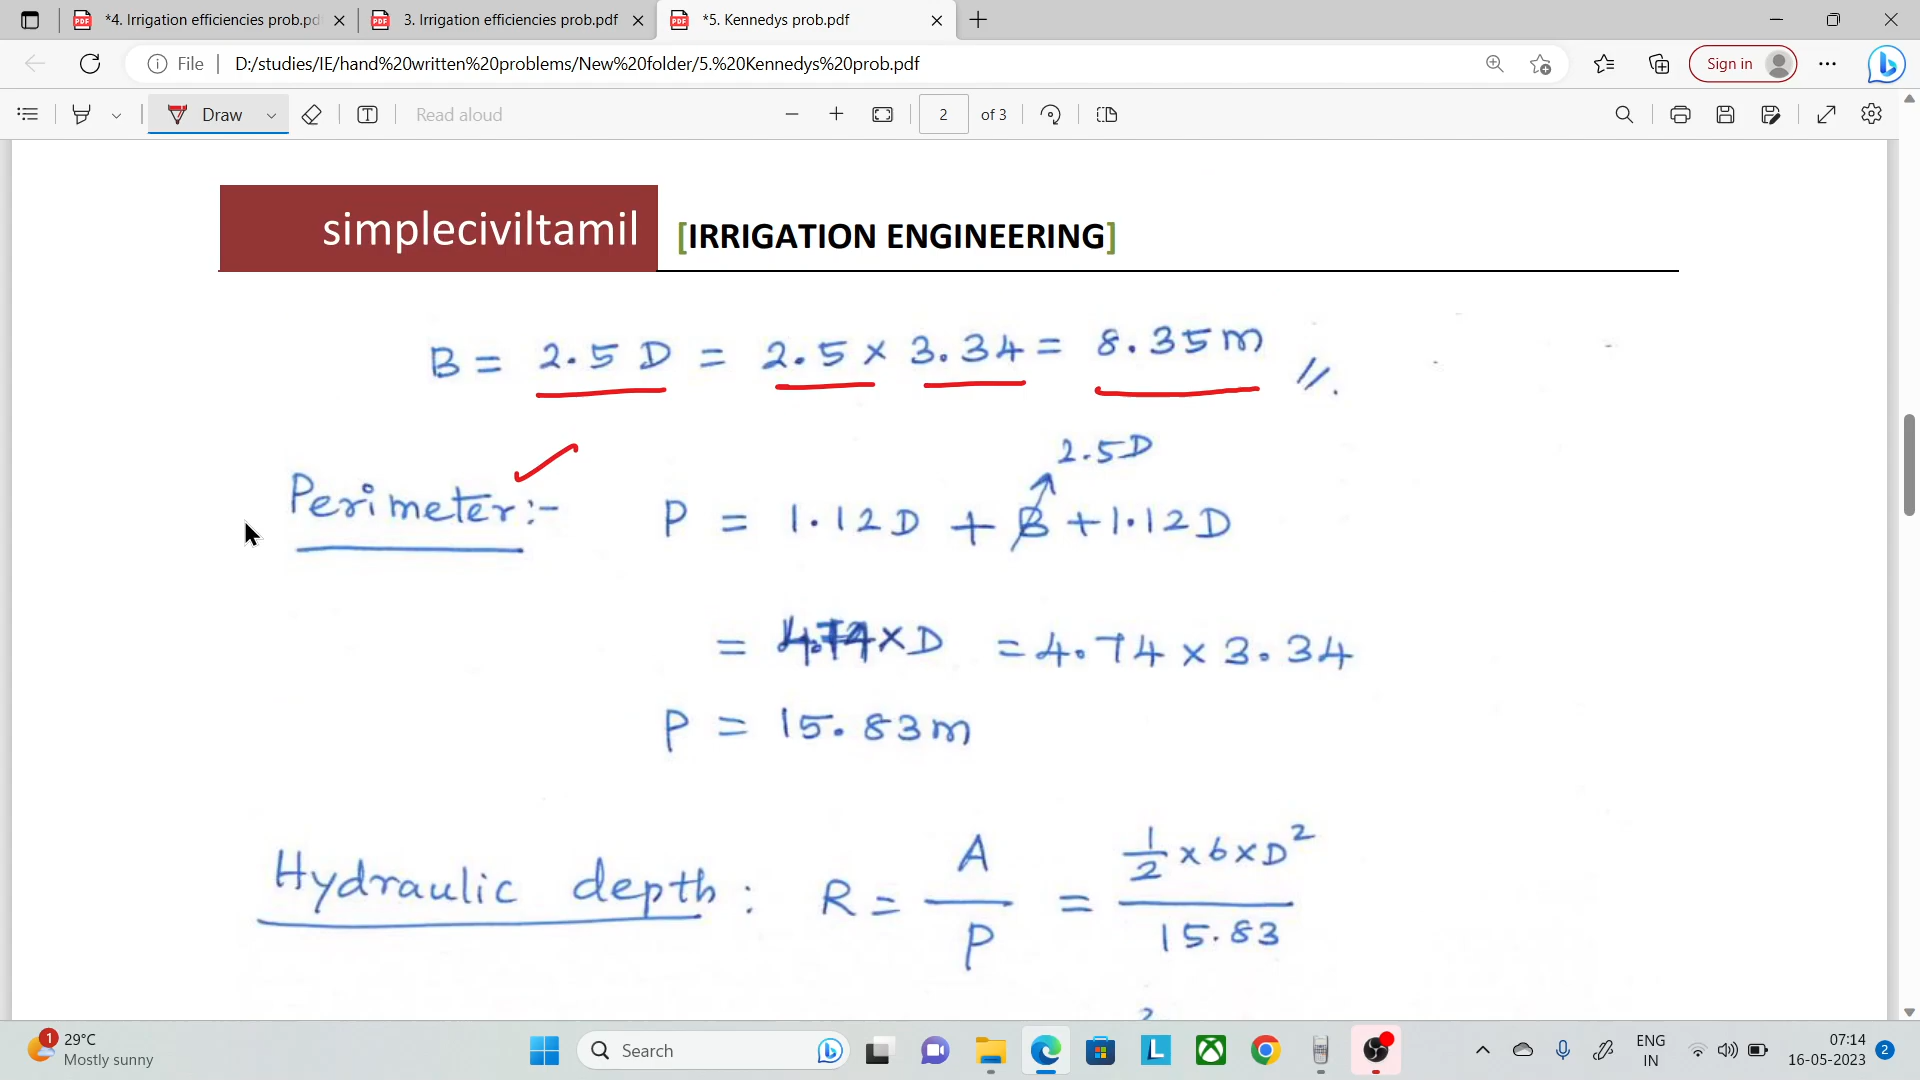 *4. Irrigation efficiencies prob.pdf
3. Irrigation efficiencies prob.pdf
*5. Kennedys prob.pdf
File
D:/studies/IE/hand%20written%20problems/New%20folder/5.%20Kennedys%20prob.pdf
Sign in
Draw
Read aloud
2 of 3
simpleciviltamil [IRRIGATION ENGINEERING]
B = 2.5 D = 2.5 × 3.34 = 8.35 m //.
2.5D
Perimeter:- P = 1.12D + B + 1.12D
= 4.74 × D = 4.74 × 3.34
P = 15.83 m
Hydraulic depth : R = A/P = 1/2 × 6 × D² / 15.83
2
1 29°C
Mostly sunny
Search
ENG
IN
07:14
16-05-2023
2